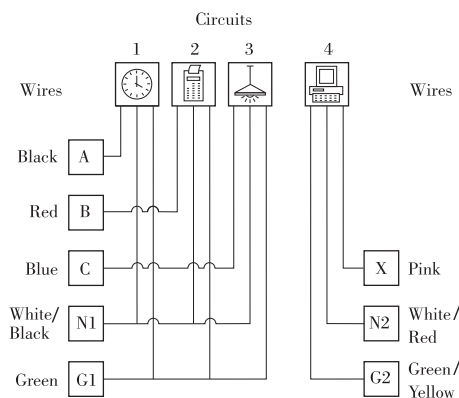 Circuits
1 2 3 4
Wires Wires
Black A
Red B
Blue C X Pink
White/ N1 N2 White/
Black Red
Green G1 G2 Green/
Yellow